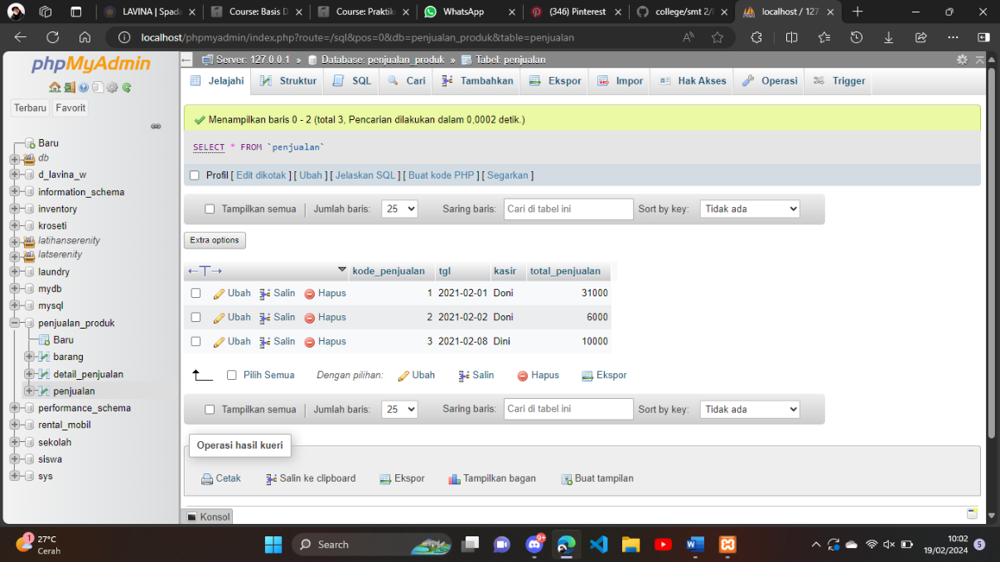 LAVINA | Spad
Course: Basis D
Course: Praktik
WhatsApp
(346) Pinterest
college/smt 2/
localhost / 127
localhost/phpmyadmin/index.php?route=/sql&pos=0&db=penjualan_produk&table=penjualan
phpMyAdmin
Terbaru Favorit
Baru
db
d_lavina_w
information_schema
inventory
kroseti
latihanserenity
latserenity
laundry
mydb
mysql
penjualan_produk
Baru
barang
detail_penjualan
penjualan
performance_schema
rental_mobil
sekolah
siswa
sys
Server: 127.0.0.1 » Database: penjualan_produk » Tabel: penjualan
Jelajahi Struktur SQL Cari Tambahkan Ekspor Impor Hak Akses Operasi Trigger
Menampilkan baris 0 - 2 (total 3, Pencarian dilakukan dalam 0,0002 detik.)
SELECT * FROM `penjualan`
Profil [ Edit dikotak ] [ Ubah ] [ Jelaskan SQL ] [ Buat kode PHP ] [ Segarkan ]
Tampilkan semua Jumlah baris: 25 Saring baris: Cari di tabel ini Sort by key: Tidak ada
Extra options
←T→ kode_penjualan tgl kasir total_penjualan
Ubah Salin Hapus 1 2021-02-01 Doni 31000
Ubah Salin Hapus 2 2021-02-02 Doni 6000
Ubah Salin Hapus 3 2021-02-08 Dini 10000
Pilih Semua Dengan pilihan: Ubah Salin Hapus Ekspor
Tampilkan semua Jumlah baris: 25 Saring baris: Cari di tabel ini Sort by key: Tidak ada
Operasi hasil kueri
Cetak Salin ke clipboard Ekspor Tampilkan bagan Buat tampilan
Konsol
1
27°C
Cerah
Search
9+
10:02
19/02/2024
5